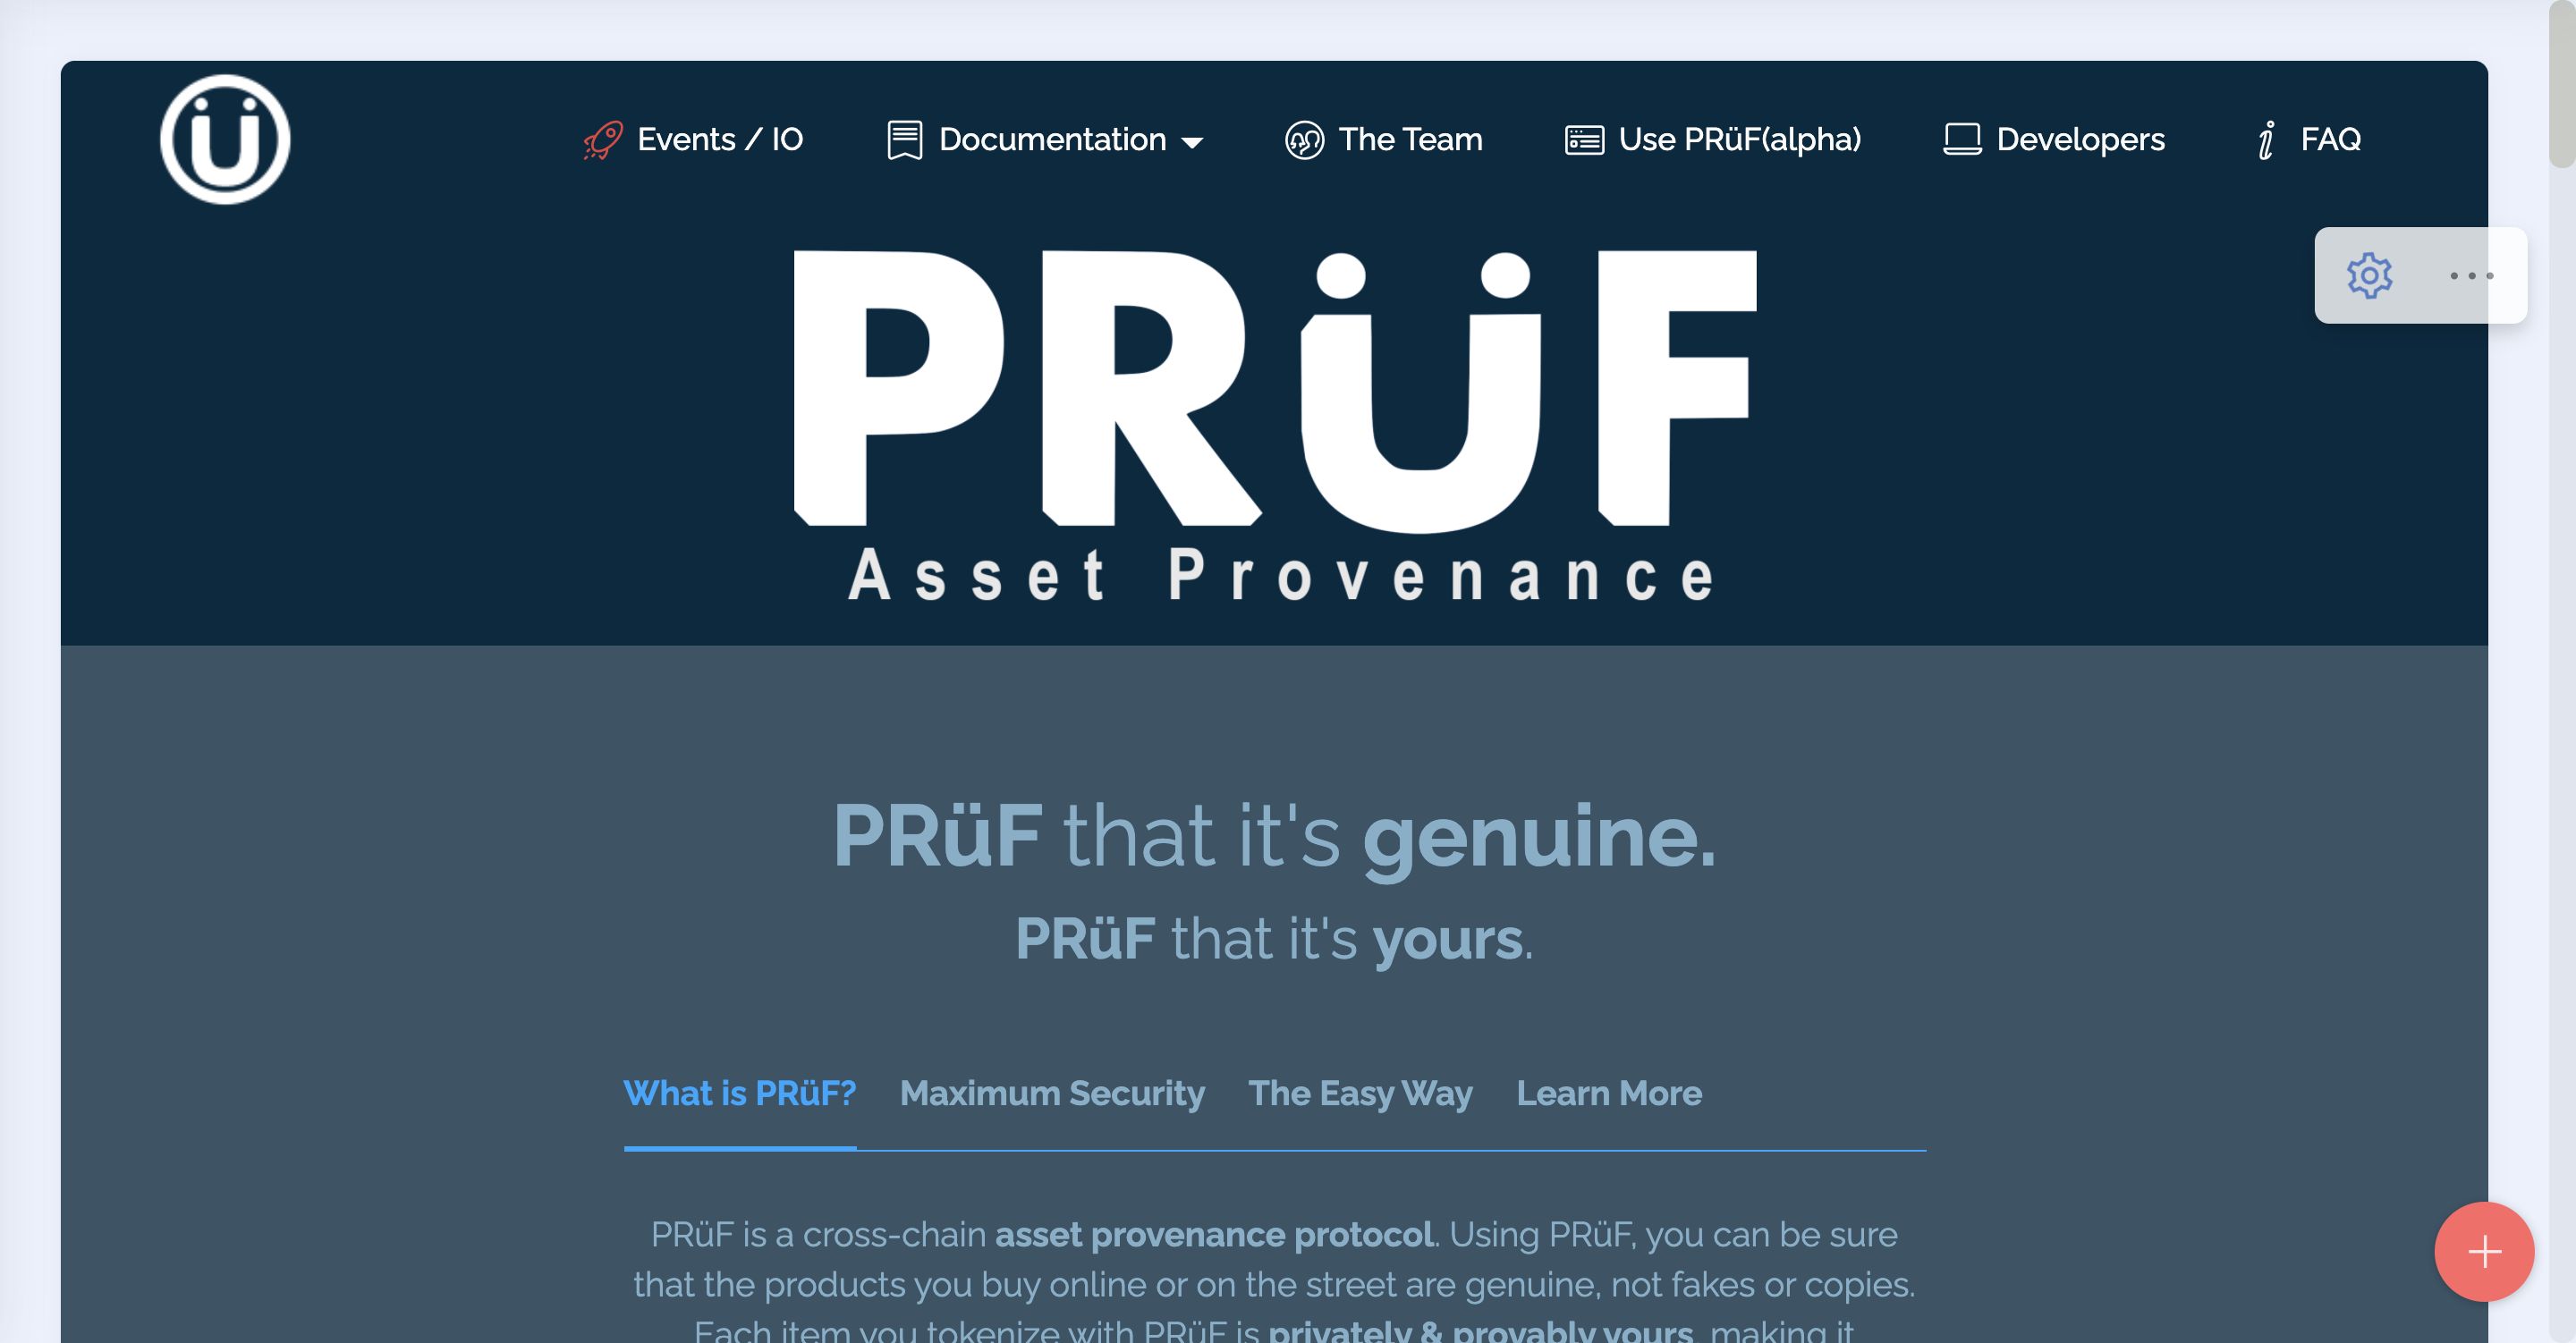 Ü
Events / IO Documentation The Team Use PRüF(alpha) Developers FAQ
PRüF
Asset Provenance
PRüF that it's genuine.
PRüF that it's yours.
What is PRüF? Maximum Security The Easy Way Learn More
PRüF is a cross-chain asset provenance protocol. Using PRüF, you can be sure
that the products you buy online or on the street are genuine, not fakes or copies.
Each item you tokenize with PRüF is privately & provably yours, making it